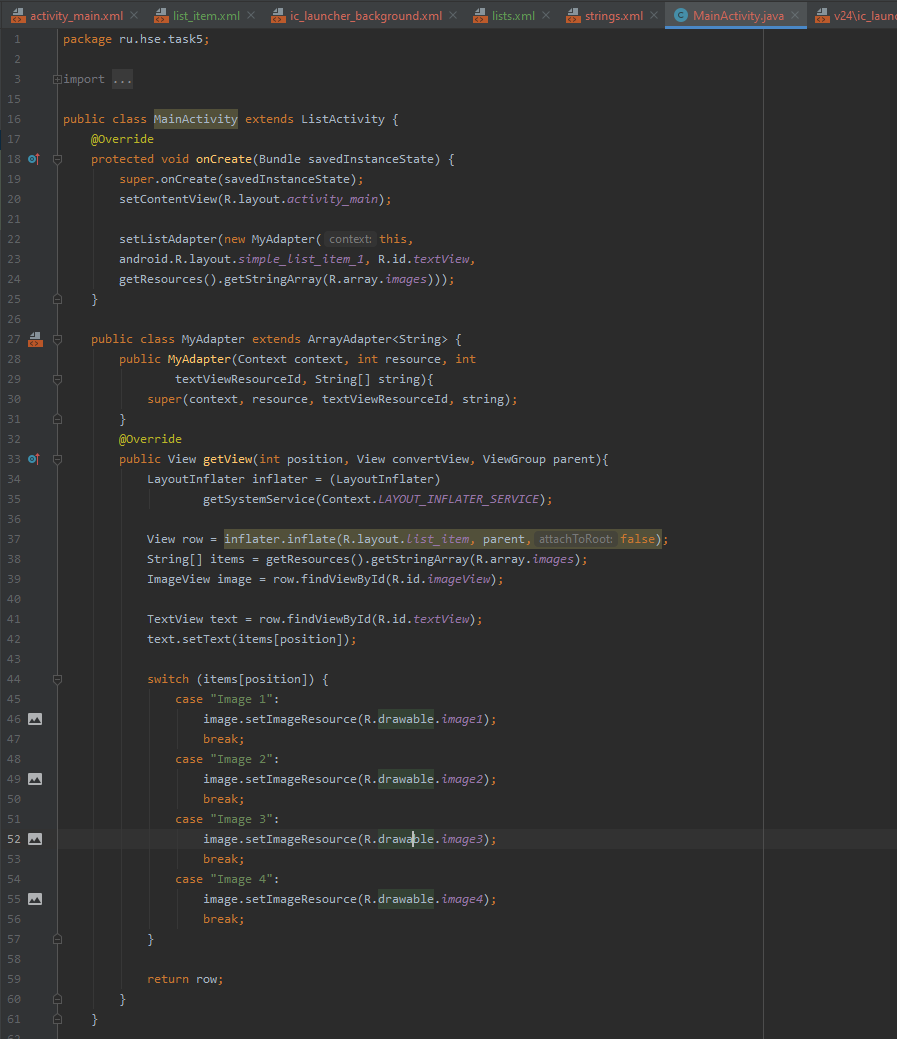 activity_main.xml list_item.xml ic_launcher_background.xml lists.xml strings.xml MainActivity.java v24\ic_laun
1 package ru.hse.task5;
2
3 import ...
15
16 public class MainActivity extends ListActivity {
17 @Override
18 protected void onCreate(Bundle savedInstanceState) {
19 super.onCreate(savedInstanceState);
20 setContentView(R.layout.activity_main);
21
22 setListAdapter(new MyAdapter( context: this,
23 android.R.layout.simple_list_item_1, R.id.textView,
24 getResources().getStringArray(R.array.images)));
25 }
26
27 public class MyAdapter extends ArrayAdapter<String> {
28 public MyAdapter(Context context, int resource, int
29 textViewResourceId, String[] string){
30 super(context, resource, textViewResourceId, string);
31 }
32 @Override
33 public View getView(int position, View convertView, ViewGroup parent){
34 LayoutInflater inflater = (LayoutInflater)
35 getSystemService(Context.LAYOUT_INFLATER_SERVICE);
36
37 View row = inflater.inflate(R.layout.list_item, parent, attachToRoot: false);
38 String[] items = getResources().getStringArray(R.array.images);
39 ImageView image = row.findViewById(R.id.imageView);
40
41 TextView text = row.findViewById(R.id.textView);
42 text.setText(items[position]);
43
44 switch (items[position]) {
45 case "Image 1":
46 image.setImageResource(R.drawable.image1);
47 break;
48 case "Image 2":
49 image.setImageResource(R.drawable.image2);
50 break;
51 case "Image 3":
52 image.setImageResource(R.drawable.image3);
53 break;
54 case "Image 4":
55 image.setImageResource(R.drawable.image4);
56 break;
57 }
58
59 return row;
60 }
61 }